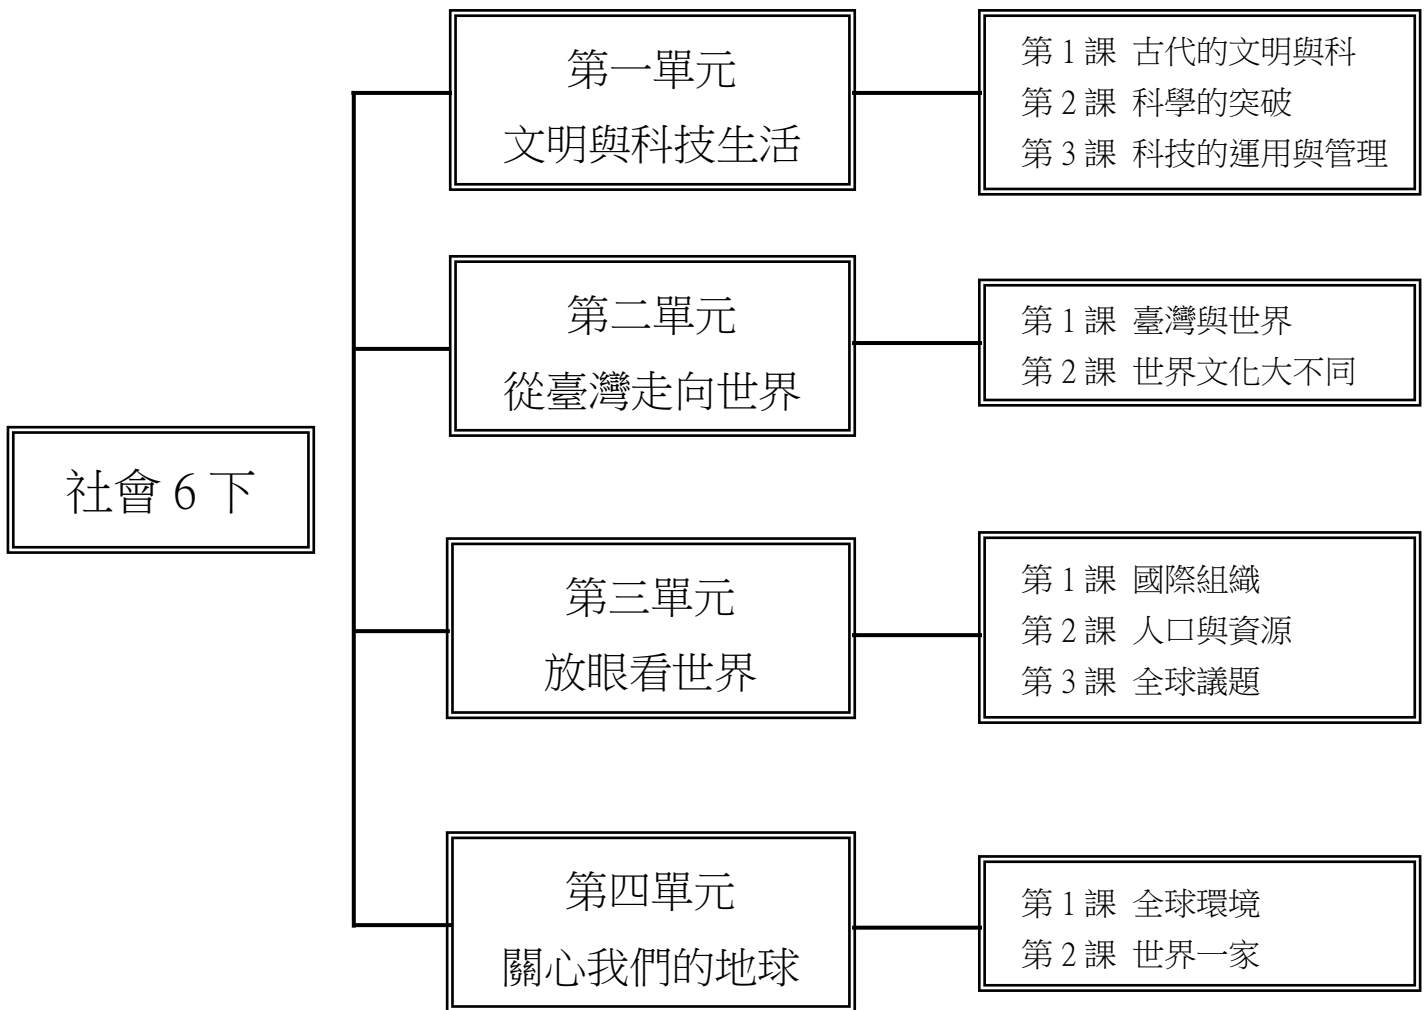 第一單元
文明與科技生活
第 1 課 古代的文明與科
第 2 課 科學的突破
第 3 課 科技的運用與管理
第二單元
從臺灣走向世界
第 1 課 臺灣與世界
第 2 課 世界文化大不同
社會 6 下
第三單元
放眼看世界
第 1 課 國際組織
第 2 課 人口與資源
第 3 課 全球議題
第四單元
關心我們的地球
第 1 課 全球環境
第 2 課 世界一家